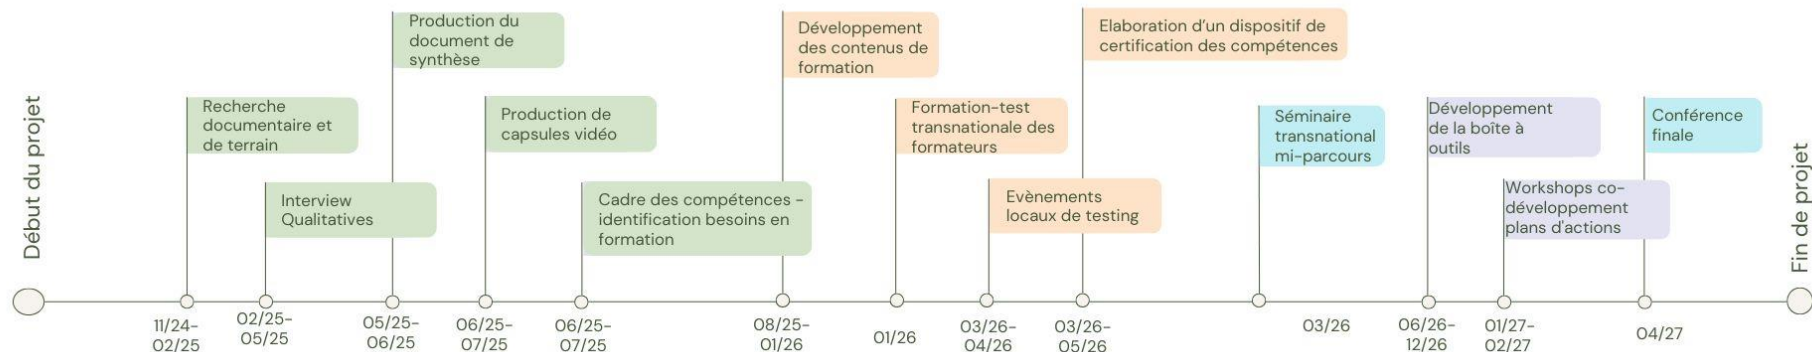 Début du projet
Recherche
documentaire et
de terrain
11/24-
02/25
Interview
Qualitatives
02/25-
05/25
Production du
document de
synthèse
05/25-
06/25
Production de
capsules vidéo
06/25-
07/25
Cadre des compétences -
identification besoins en
formation
06/25-
07/25
Développement
des contenus de
formation
08/25-
01/26
Formation-test
transnationale des
formateurs
01/26
Evènements
locaux de testing
03/26-
04/26
Elaboration d'un dispositif de
certification des compétences
03/26-
05/26
Séminaire
transnational
mi-parcours
03/26
Développement
de la boîte à
outils
06/26-
12/26
Workshops co-
développement
plans d'actions
01/27-
02/27
Conférence
finale
04/27
Fin de projet